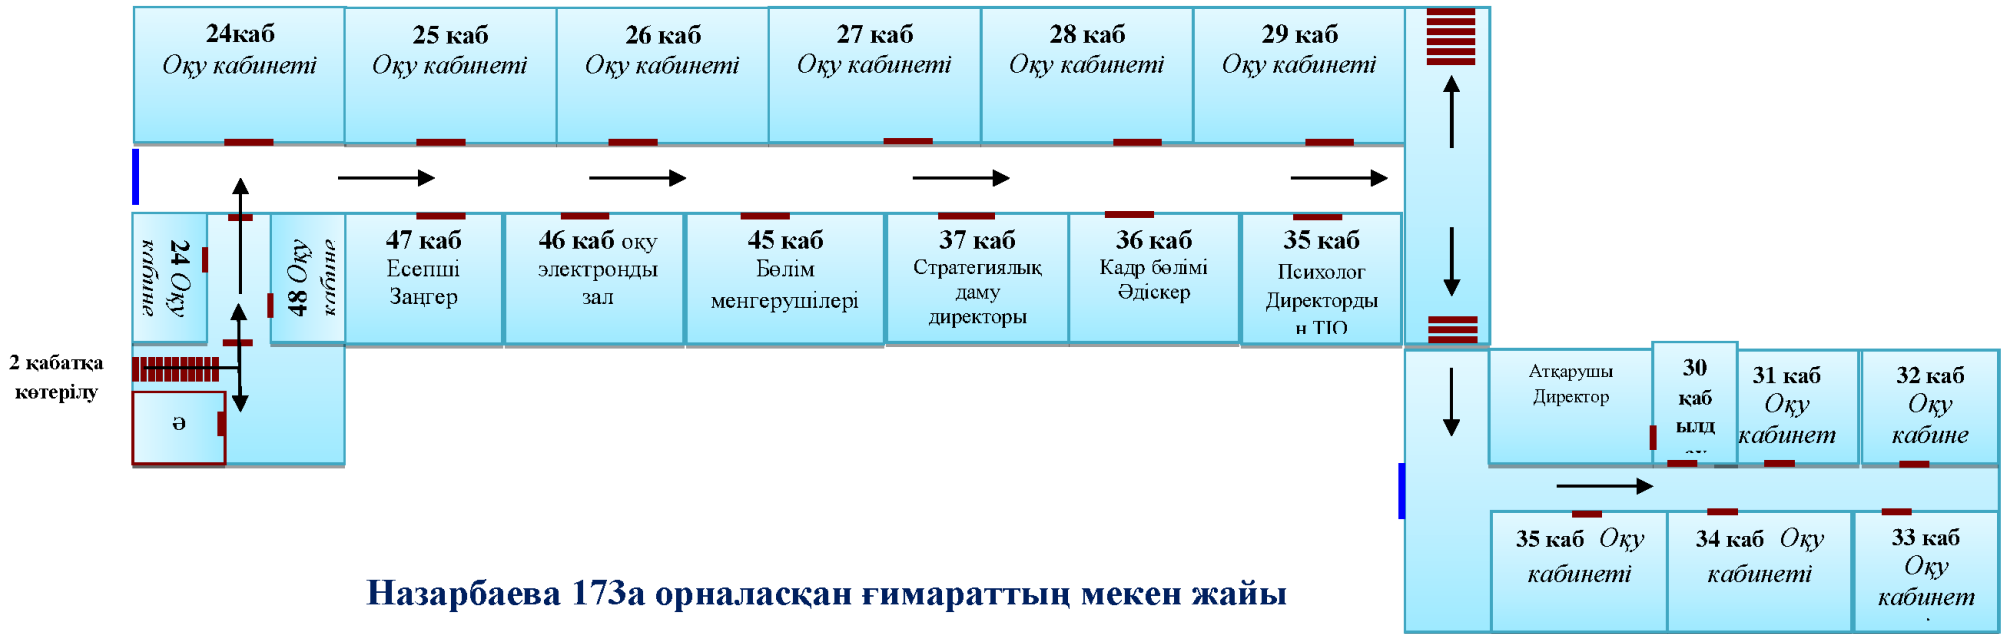 24каб
Оқу кабинеті
25 каб
Оқу кабинеті
26 каб
Оқу кабинеті
27 каб
Оқу кабинеті
28 каб
Оқу кабинеті
29 каб
Оқу кабинеті
24 Оқу
кабине
48 Оқу
кабине
47 каб
Есепші
Заңгер
46 каб оқу
электронды
зал
45 каб
Бөлім
менгерушілері
37 каб
Стратегиялық
даму
директоры
36 каб
Кадр бөлімі
Әдіскер
35 каб
Психолог
Директорды
ң ТІО
2 қабатқа
көтерілу
ә
Атқарушы
Директор
30
қаб
ылд
31 каб
Оқу
кабинет
32 каб
Оқу
кабине
35 каб Оқу
кабинеті
34 каб Оқу
кабинеті
33 каб
Оқу
кабинет
Назарбаева 173а орналасқан ғимараттың мекен жайы